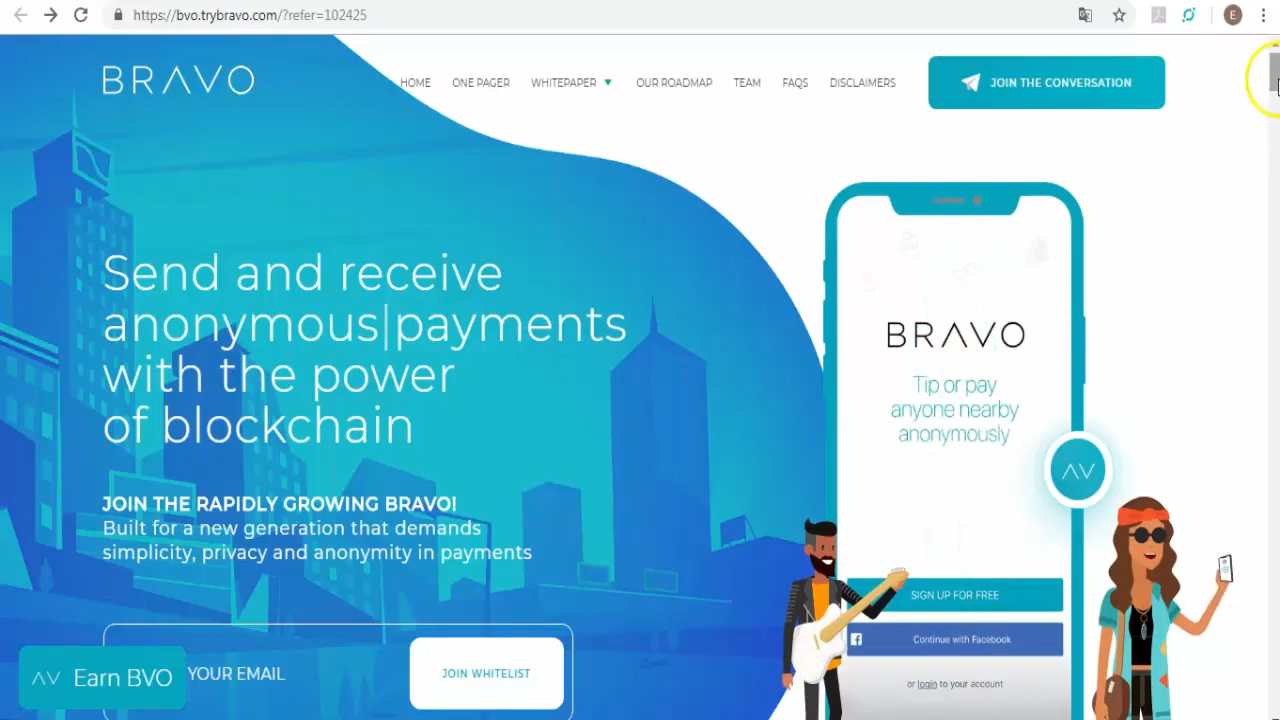 https://bvo.trybravo.com/?refer=102425
E
BRAVO
HOME ONE PAGER WHITEPAPER OUR ROADMAP TEAM FAQS DISCLAIMERS
JOIN THE CONVERSATION
Send and receive
anonymous|payments
with the power
of blockchain
JOIN THE RAPIDLY GROWING BRAVO!
Built for a new generation that demands
simplicity, privacy and anonymity in payments
YOUR EMAIL
JOIN WHITELIST
Earn BVO
BRAVO
Tip or pay
anyone nearby
anonymously
SIGN UP FOR FREE
Continue with Facebook
or login to your account